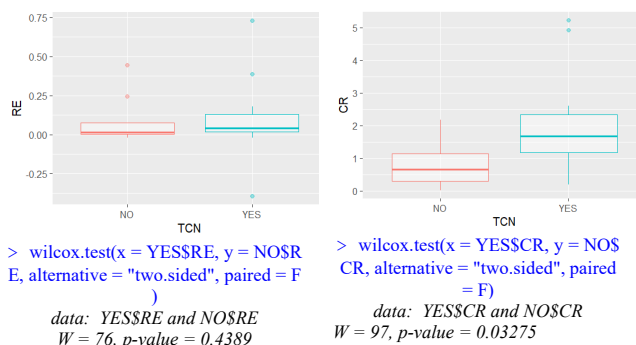 0.75
0.50
0.25
0.00
-0.25
RE
NO
YES
TCN
> wilcox.test(x = YES$RE, y = NO$R
E, alternative = "two.sided", paired = F
)
data: YES$RE and NO$RE
W = 76, p-value = 0.4389
5
4
3
2
1
0
CR
NO
YES
TCN
> wilcox.test(x = YES$CR, y = NO$
CR, alternative = "two.sided", paired
= F)
data: YES$CR and NO$CR
W = 97, p-value = 0.03275